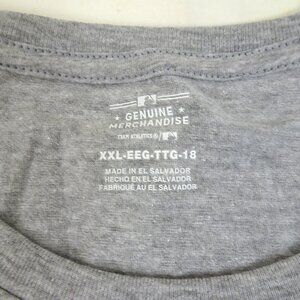 GENUINE
MERCHANDISE
TEAM ATHLETICS
XXL-EEG-TTG-18
MADE IN EL SALVADOR
HECHO EN EL SALVADOR
FABRIQUÉ AU EL SALVADOR